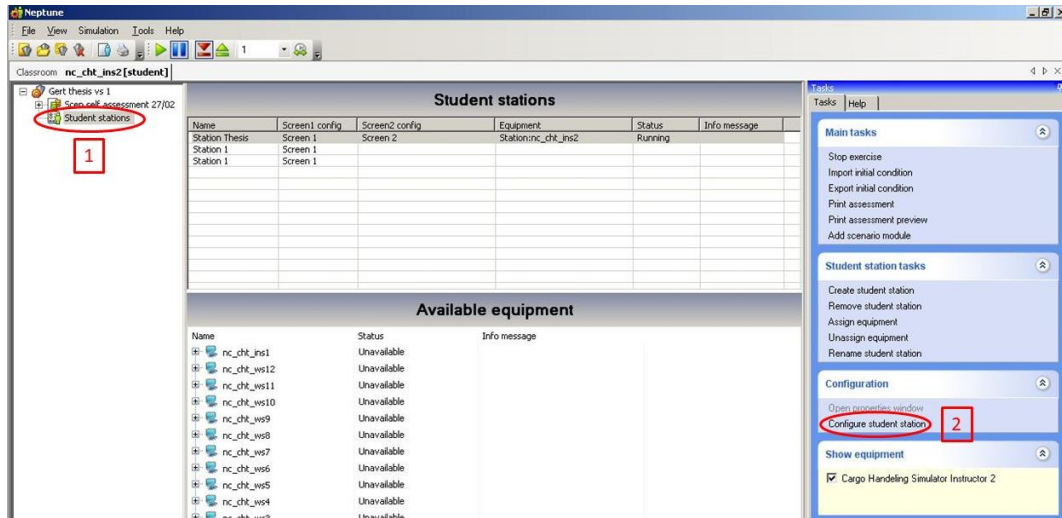 Neptune
File View Simulation Tools Help
1
Classroom nc_cht_ins2[student]
Gert thesis vs 1
Scen self assessment 27/02
Student stations
1
Student stations
Name Screen1 config Screen2 config Equipment Status Info message
Station Thesis Screen 1 Screen 2 Station:nc_cht_ins2 Running
Station 1 Screen 1
Station 1 Screen 1
Available equipment
Name Status Info message
nc_cht_ins1 Unavailable
nc_cht_ws12 Unavailable
nc_cht_ws11 Unavailable
nc_cht_ws10 Unavailable
nc_cht_ws9 Unavailable
nc_cht_ws8 Unavailable
nc_cht_ws7 Unavailable
nc_cht_ws6 Unavailable
nc_cht_ws5 Unavailable
nc_cht_ws4 Unavailable
Tasks
Tasks Help
Main tasks
Stop exercise
Import initial condition
Export initial condition
Print assessment
Print assessment preview
Add scenario module
Student station tasks
Create student station
Remove student station
Assign equipment
Unassign equipment
Rename student station
Configuration
Open properties window
Configure student station
2
Show equipment
Cargo Handeling Simulator Instructor 2